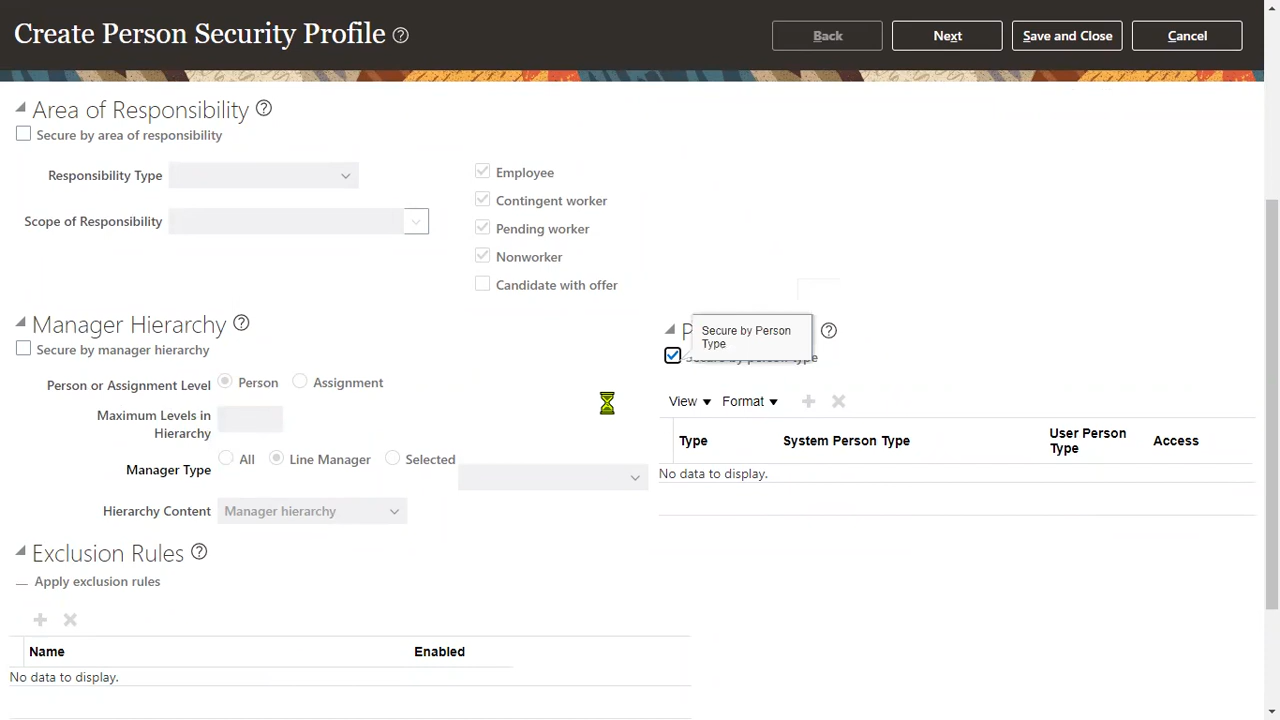 Create Person Security Profile
Back
Next
Save and Close
Cancel
Area of Responsibility
Secure by area of responsibility
Responsibility Type
Scope of Responsibility
Employee
Contingent worker
Pending worker
Nonworker
Candidate with offer
Manager Hierarchy
Secure by manager hierarchy
Person or Assignment Level
Person
Assignment
Maximum Levels in
Hierarchy
Manager Type
All
Line Manager
Selected
Hierarchy Content
Manager hierarchy
Secure by Person
Type
Secure by person type
View
Format
Type
System Person Type
User Person
Type
Access
No data to display.
Exclusion Rules
Apply exclusion rules
Name
Enabled
No data to display.